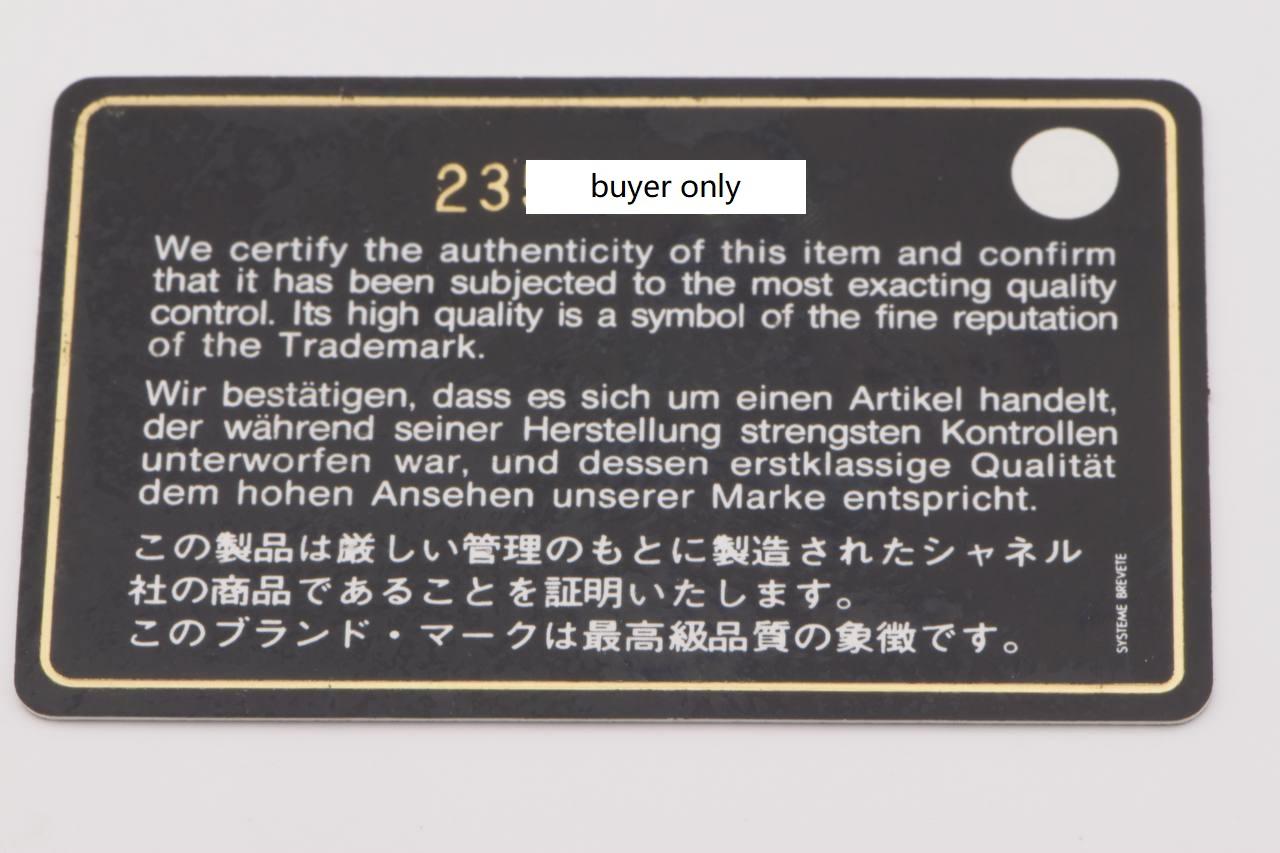 23
buyer only
We certify the authenticity of this item and confirm
that it has been subjected to the most exacting quality
control. Its high quality is a symbol of the fine reputation
of the Trademark.
Wir bestätigen, dass es sich um einen Artikel handelt,
der während seiner Herstellung strengsten Kontrollen
unterworfen war, und dessen erstklassige Qualität
dem hohen Ansehen unserer Marke entspricht.
この製品は厳しい管理のもとに製造されたシャネル
社の商品であることを証明いたします。
このブランド・マークは最高級品質の象徴です。
SYSTEME BREVETE